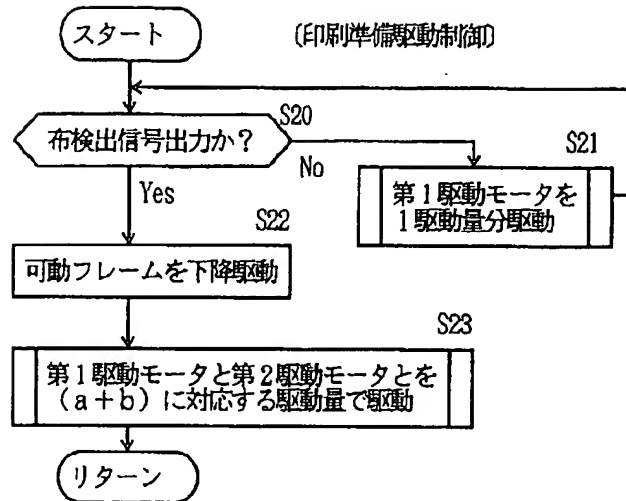 スタート
〔印刷準備駆動制御〕
S20
布検出信号出力か?
No
Yes
S21
第1駆動モータを
1駆動量分駆動
S22
可動フレームを下降駆動
S23
第1駆動モータと第2駆動モータとを
(a+b)に対応する駆動量で駆動
リターン